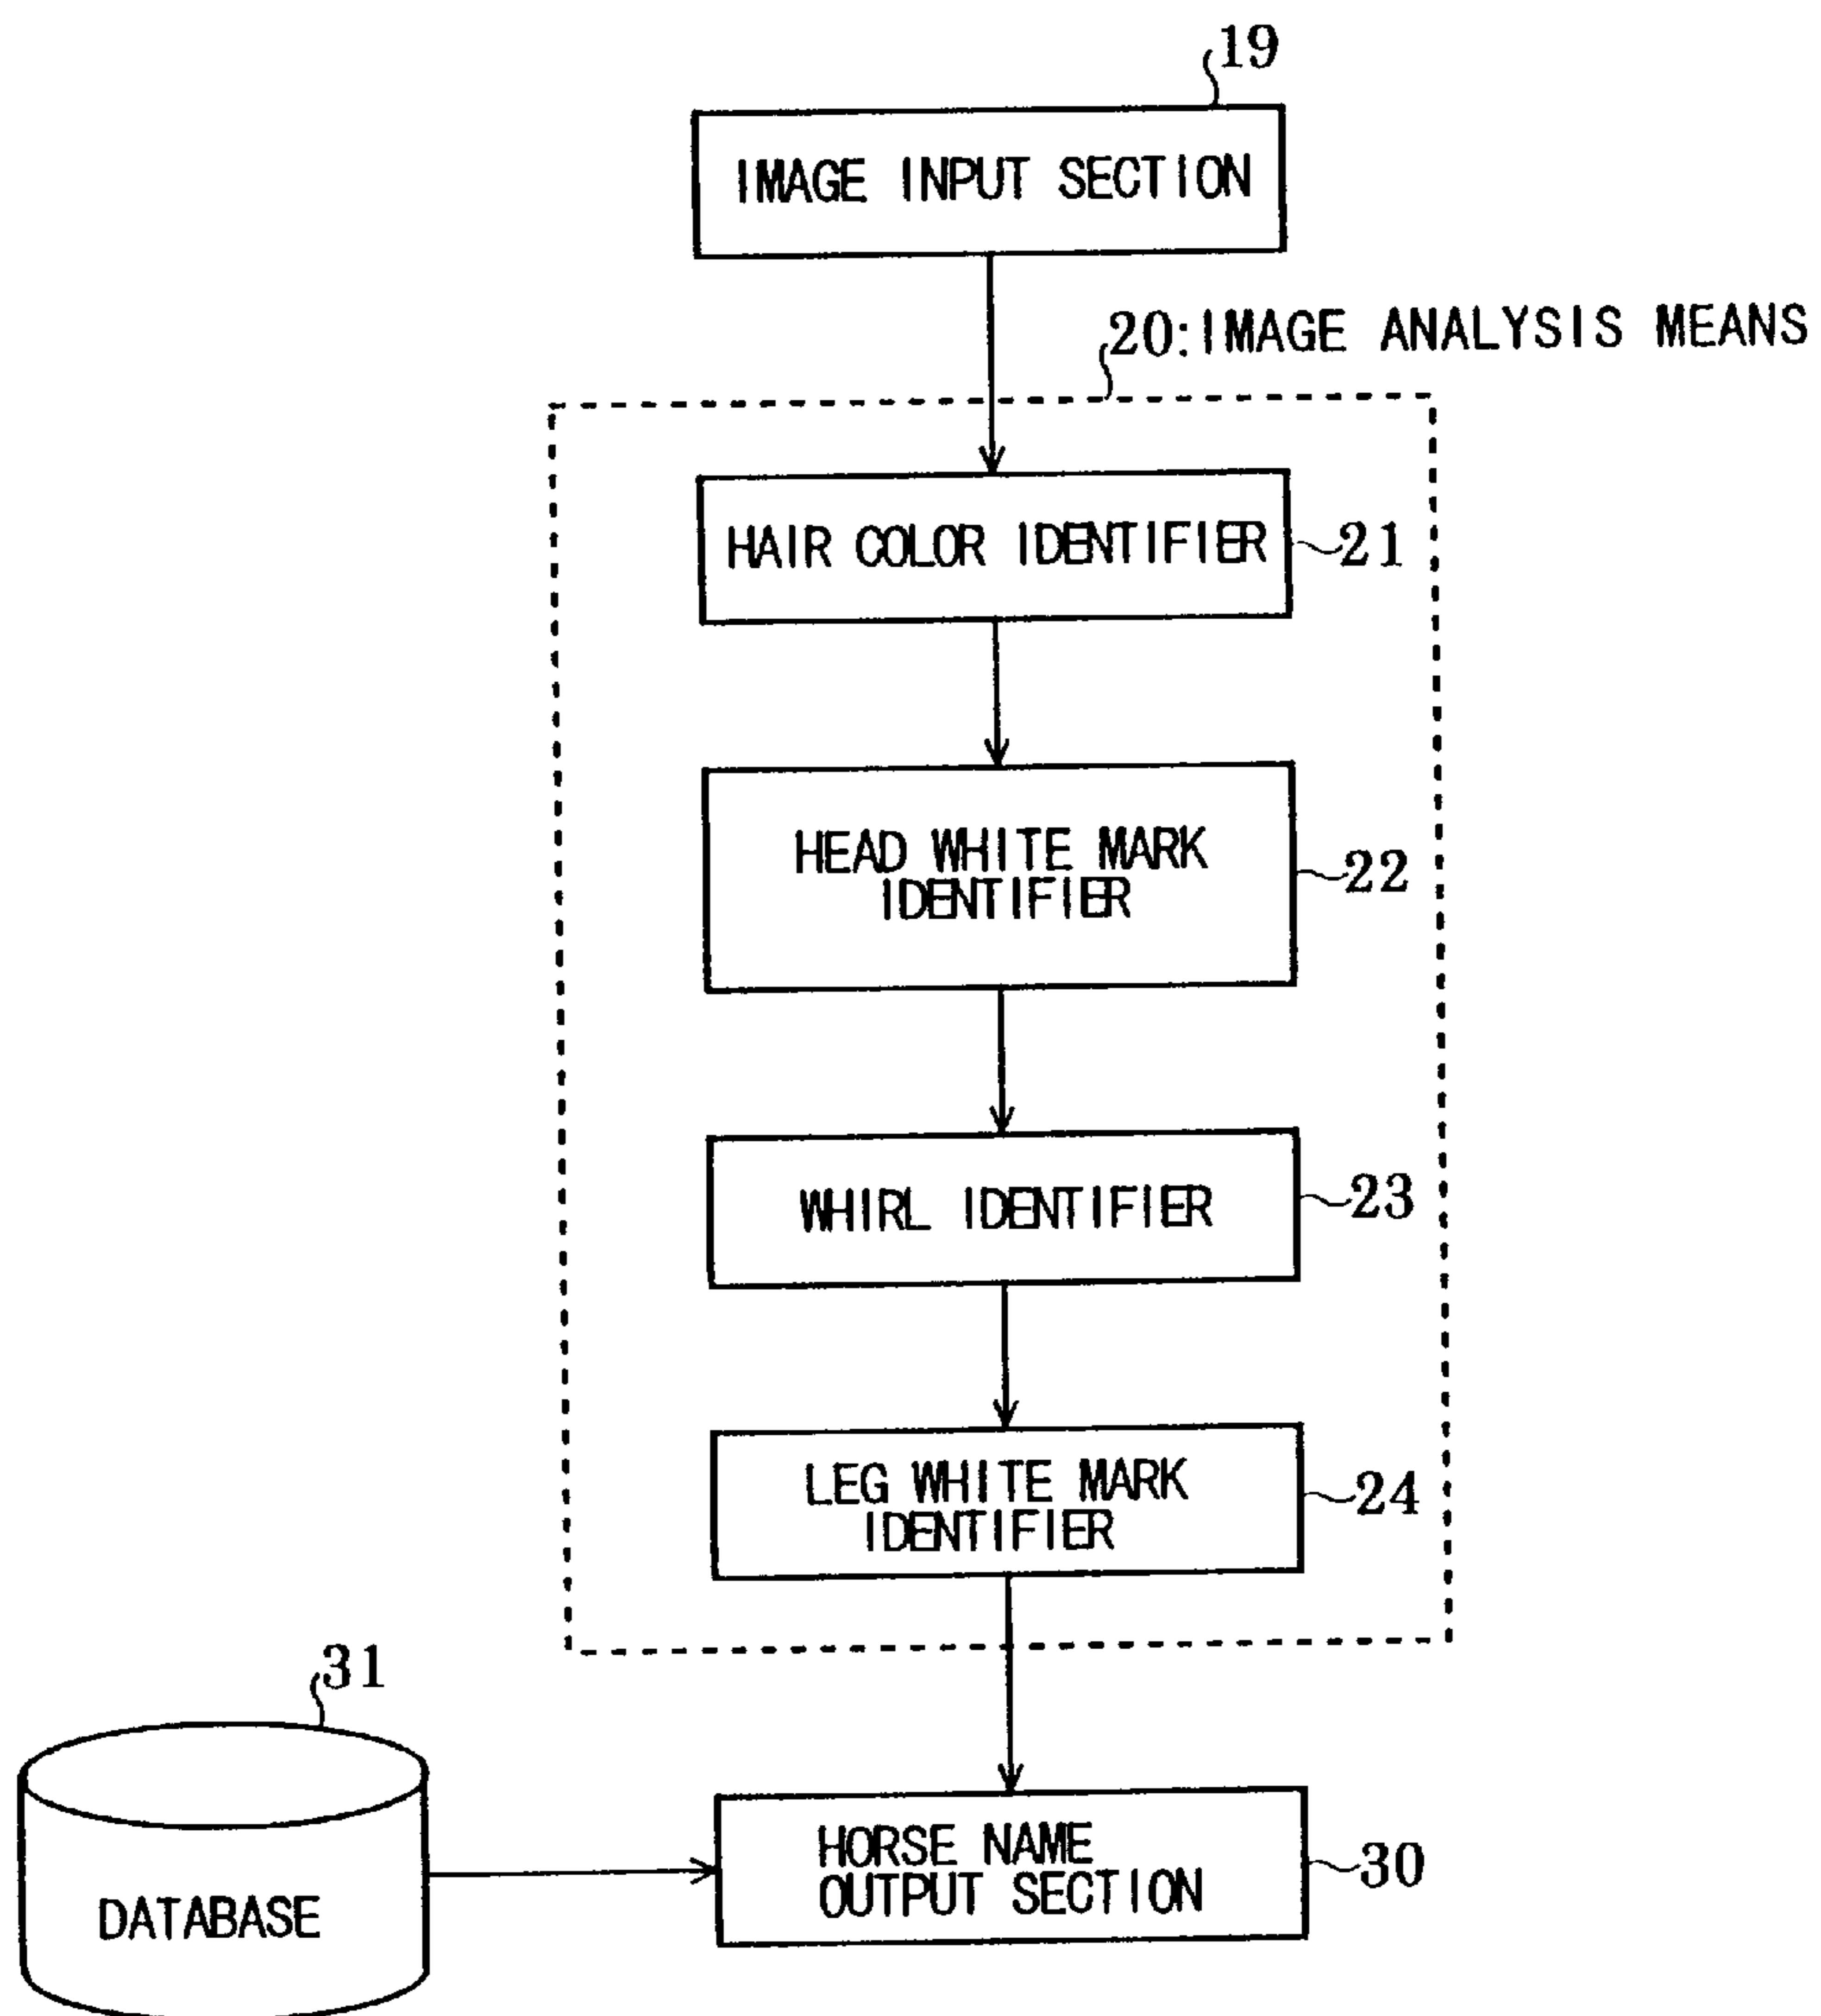 19
IMAGE INPUT SECTION
20:IMAGE ANALYSIS MEANS
HAIR COLOR IDENTIFIER
21
HEAD WHITE MARK
IDENTIFIER
22
WHIRL IDENTIFIER
23
LEG WHITE MARK
IDENTIFIER
24
31
DATABASE
HORSE NAME
OUTPUT SECTION
30